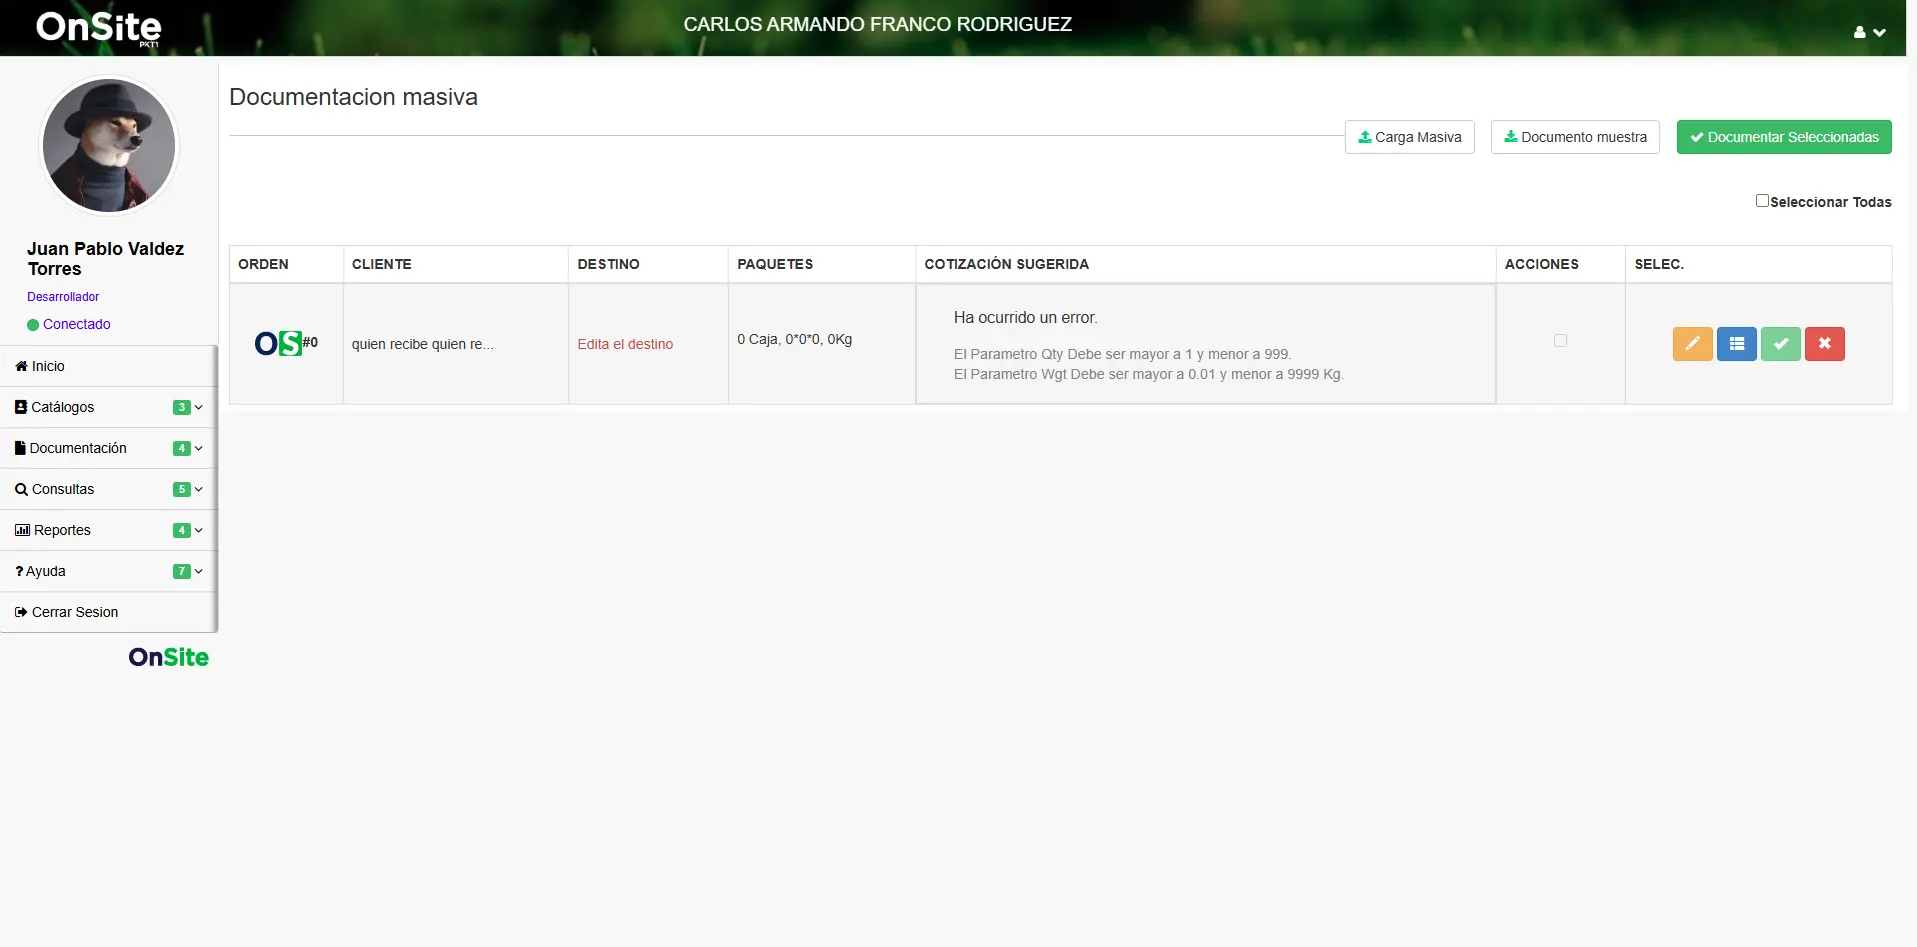 OnSite
PKT1
CARLOS ARMANDO FRANCO RODRIGUEZ
Juan Pablo Valdez
Torres
Desarrollador
Conectado
Inicio
Catálogos 3
Documentación 4
Consultas 5
Reportes 4
Ayuda 7
Cerrar Sesion
OnSite
Documentacion masiva
Carga Masiva
Documento muestra
Documentar Seleccionadas
Seleccionar Todas
ORDEN CLIENTE DESTINO PAQUETES COTIZACIÓN SUGERIDA ACCIONES SELEC.
OS#0
quien recibe quien re...
Edita el destino
0 Caja, 0*0*0, 0Kg
Ha ocurrido un error.
El Parametro Qty Debe ser mayor a 1 y menor a 999.
El Parametro Wgt Debe ser mayor a 0.01 y menor a 9999 Kg.